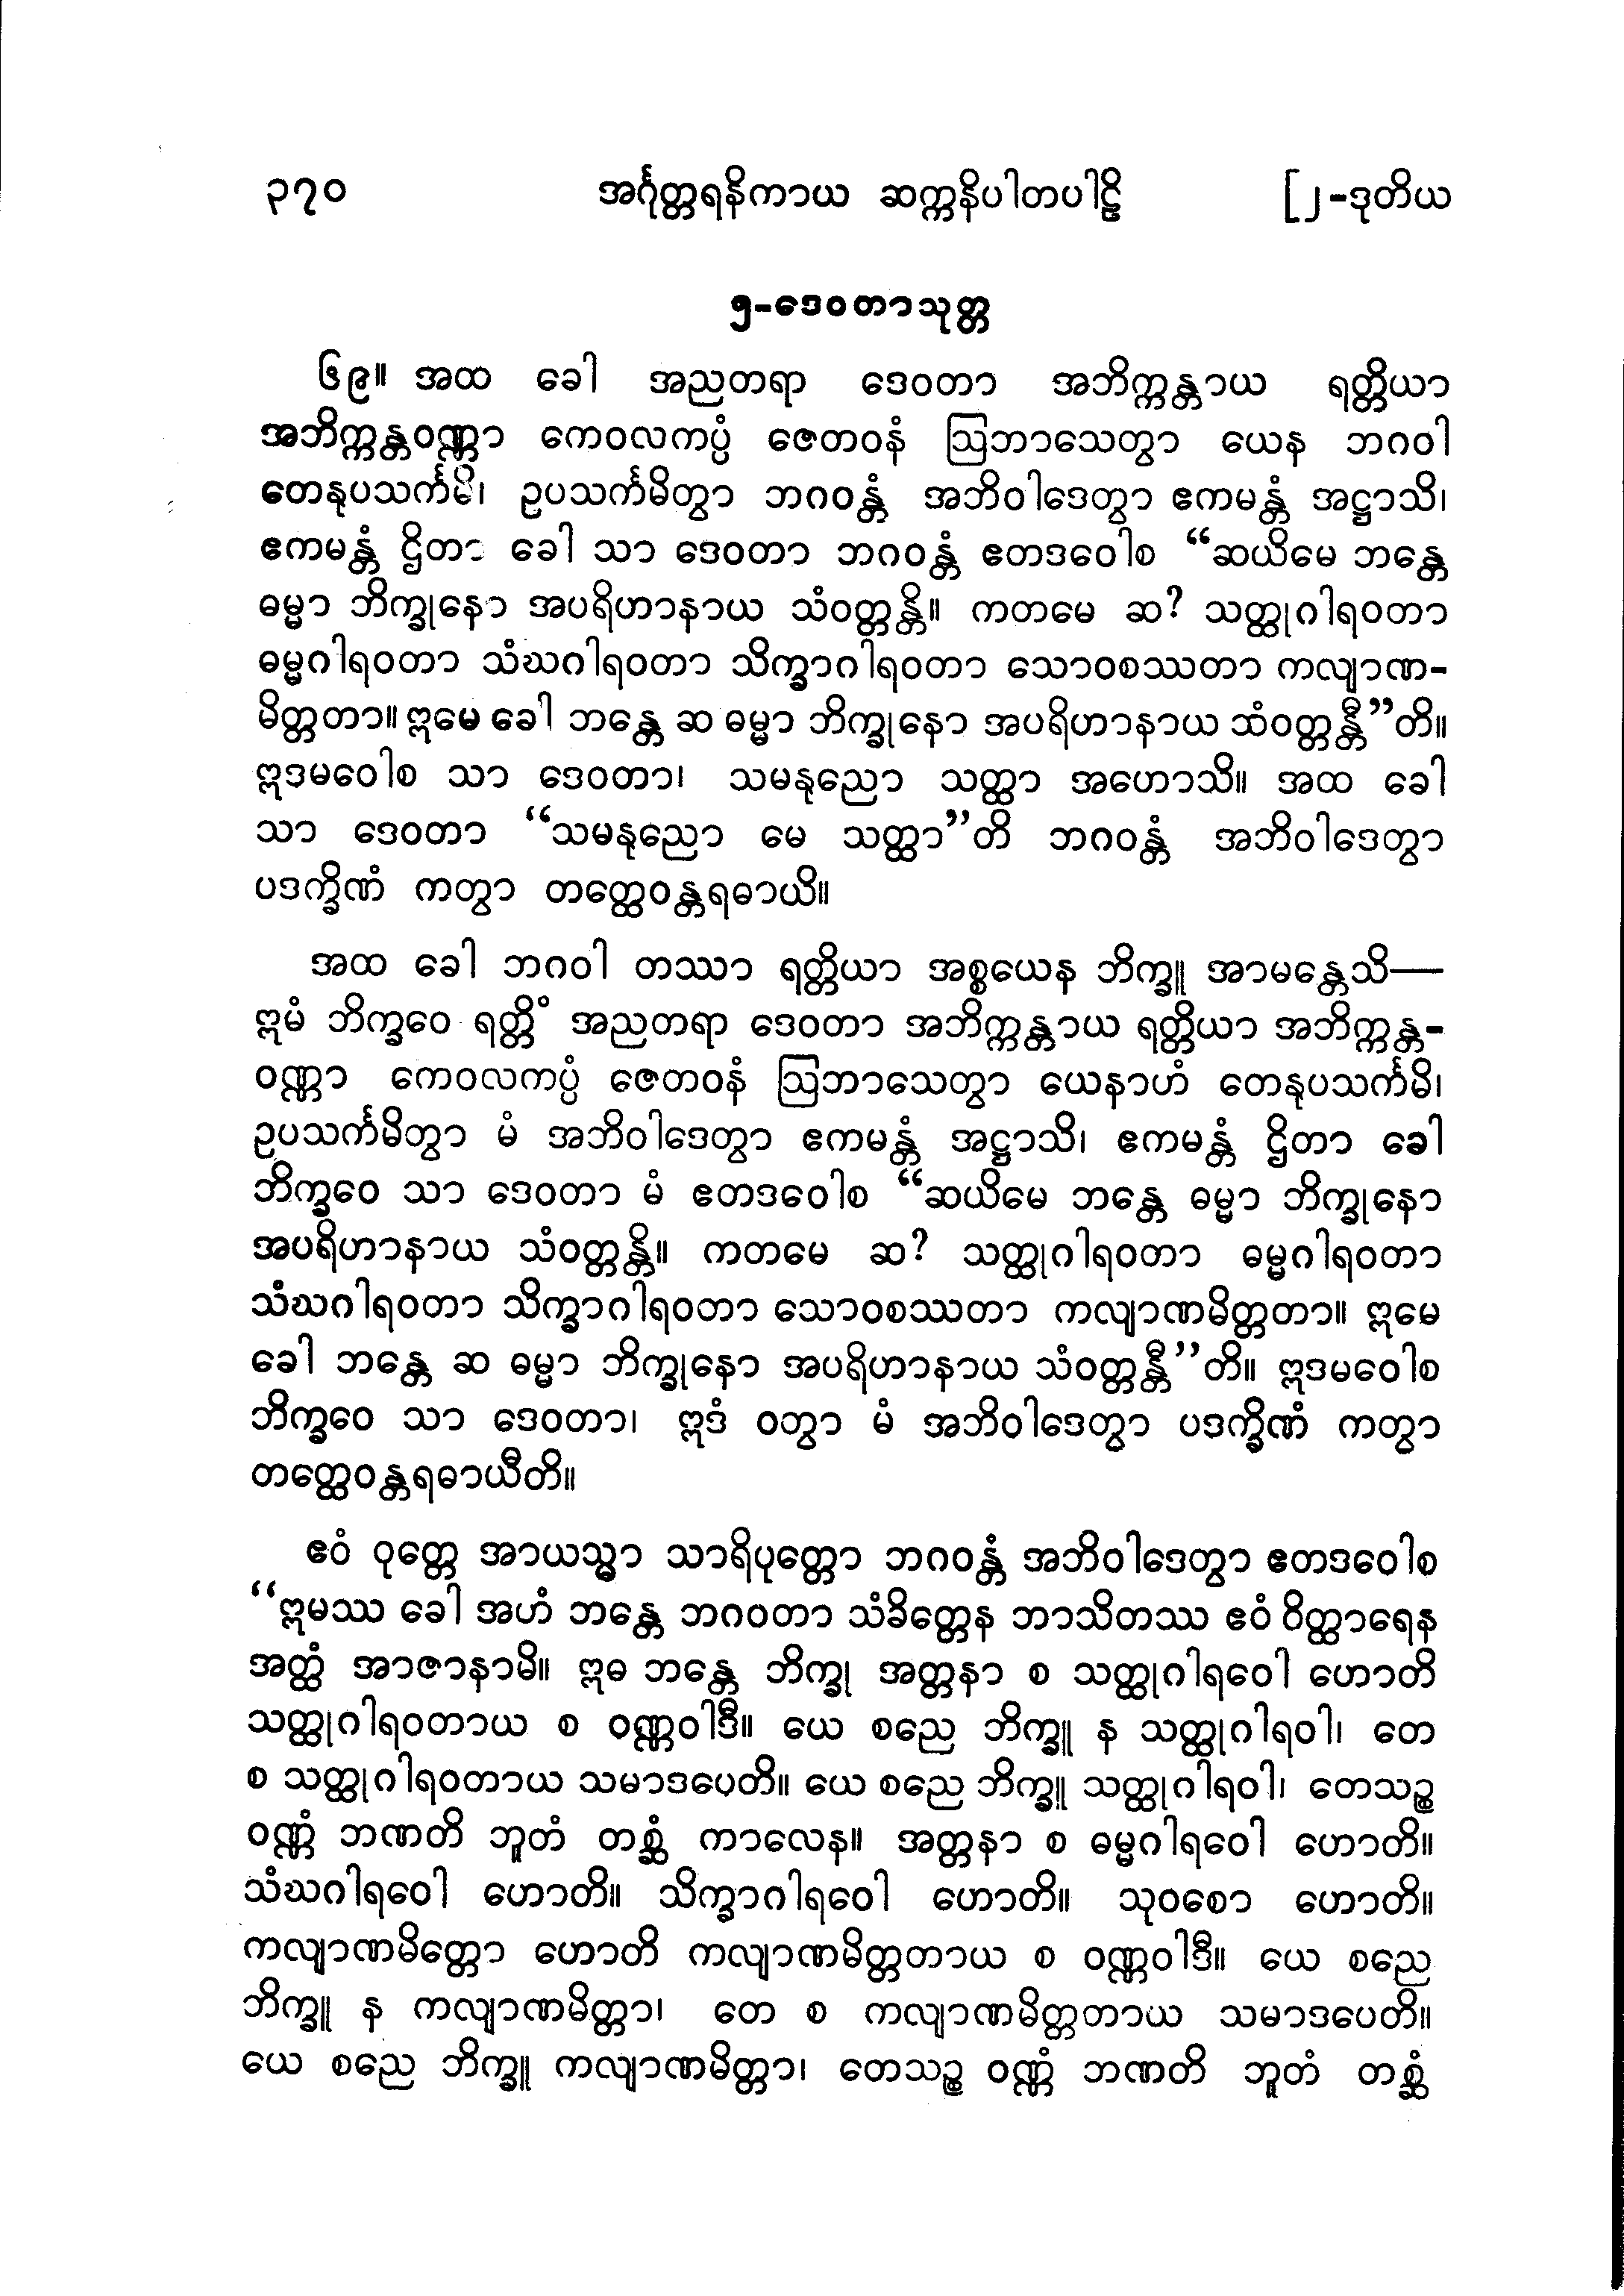 ၃၇၀ အင်္ဂုတ္တရနိကာယ ဆက္ကနိပါတပါဠိ [၂-ဒုတိယ
၅-ဒေဝတာသုတ္တ
၆၉။ အထ ခေါ အညတရာ ဒေဝတာ အဘိက္ကန္တာယ ရတ္တိယာ
အဘိက္ကန္တဝဏ္ဏာ ကေဝလကပ္ပံ ဇေတဝနံ ဩဘာသေတွာ ယေန ဘဂဝါ
တေနုပသင်္ကမိ၊ ဥပသင်္ကမိတွာ ဘဂဝန္တံ အဘိဝါဒေတွာ ဧကမန္တံ အဋ္ဌာသိ၊
ဧကမန္တံ ဌိတာ ခေါ သာ ဒေဝတာ ဘဂဝန္တံ ဧတဒဝေါစ “ဆယိမေ ဘန္တေ
ဓမ္မာ ဘိက္ခုနော အပရိဟာနာယ သံဝတ္တန္တိ။ ကတမေ ဆ? သတ္ထုဂါရဝတာ
ဓမ္မဂါရဝတာ သံဃဂါရဝတာ သိက္ခာဂါရဝတာ သောဝစဿတာ ကလျာဏ-
မိတ္တတာ။ ဣမေ ခေါ ဘန္တေ ဆ ဓမ္မာ ဘိက္ခုနော အပရိဟာနာယ သံဝတ္တန္တီ”တိ။
ဣဒမဝေါစ သာ ဒေဝတာ၊ သမနုညော သတ္ထာ အဟောသိ။ အထ ခေါ
သာ ဒေဝတာ “သမနုညော မေ သတ္ထာ”တိ ဘဂဝန္တံ အဘိဝါဒေတွာ
ပဒက္ခိဏံ ကတွာ တတ္ထေဝန္တရဓာယိ။
အထ ခေါ ဘဂဝါ တဿာ ရတ္တိယာ အစ္စယေန ဘိက္ခူ အာမန္တေသိ—
ဣမံ ဘိက္ခဝေ ရတ္တိံ အညတရာ ဒေဝတာ အဘိက္ကန္တာယ ရတ္တိယာ အဘိက္ကန္တ-
ဝဏ္ဏာ ကေဝလကပ္ပံ ဇေတဝနံ ဩဘာသေတွာ ယေနာဟံ တေနုပသင်္ကမိ၊
ဥပသင်္ကမိတွာ မံ အဘိဝါဒေတွာ ဧကမန္တံ အဋ္ဌာသိ၊ ဧကမန္တံ ဌိတာ ခေါ
ဘိက္ခဝေ သာ ဒေဝတာ မံ ဧတဒဝေါစ “ဆယိမေ ဘန္တေ ဓမ္မာ ဘိက္ခုနော
အပရိဟာနာယ သံဝတ္တန္တိ။ ကတမေ ဆ? သတ္ထုဂါရဝတာ ဓမ္မဂါရဝတာ
သံဃဂါရဝတာ သိက္ခာဂါရဝတာ သောဝစဿတာ ကလျာဏမိတ္တတာ။ ဣမေ
ခေါ ဘန္တေ ဆ ဓမ္မာ ဘိက္ခုနော အပရိဟာနာယ သံဝတ္တန္တီ”တိ။ ဣဒမဝေါစ
ဘိက္ခဝေ သာ ဒေဝတာ၊ ဣဒံ ဝတွာ မံ အဘိဝါဒေတွာ ပဒက္ခိဏံ ကတွာ
တတ္ထေဝန္တရဓာယီတိ။
ဧဝံ ဝုတ္တေ အာယသ္မာ သာရိပုတ္တော ဘဂဝန္တံ အဘိဝါဒေတွာ ဧတဒဝေါစ
“ဣမဿ ခေါ အဟံ ဘန္တေ ဘဂဝတာ သံခိတ္တေန ဘာသိတဿ ဧဝံ ဝိတ္ထာရေန
အတ္ထံ အာဇာနာမိ။ ဣဓ ဘန္တေ ဘိက္ခု အတ္တနာ စ သတ္ထုဂါရဝေါ ဟောတိ
သတ္ထုဂါရဝတာယ စ ဝဏ္ဏဝါဒီ။ ယေ စညေ ဘိက္ခူ န သတ္ထုဂါရဝါ၊ တေ
စ သတ္ထုဂါရဝတာယ သမာဒပေတိ။ ယေ စညေ ဘိက္ခူ သတ္ထုဂါရဝါ၊ တေသဉ္စ
ဝဏ္ဏံ ဘဏတိ ဘူတံ တစ္ဆံ ကာလေန။ အတ္တနာ စ ဓမ္မဂါရဝေါ ဟောတိ။
သံဃဂါရဝေါ ဟောတိ။ သိက္ခာဂါရဝေါ ဟောတိ။ သုဝစော ဟောတိ။
ကလျာဏမိတ္တော ဟောတိ ကလျာဏမိတ္တတာယ စ ဝဏ္ဏဝါဒီ။ ယေ စညေ
ဘိက္ခူ န ကလျာဏမိတ္တာ၊ တေ စ ကလျာဏမိတ္တတာယ သမာဒပေတိ။
ယေ စညေ ဘိက္ခူ ကလျာဏမိတ္တာ၊ တေသဉ္စ ဝဏ္ဏံ ဘဏတိ ဘူတံ တစ္ဆံ